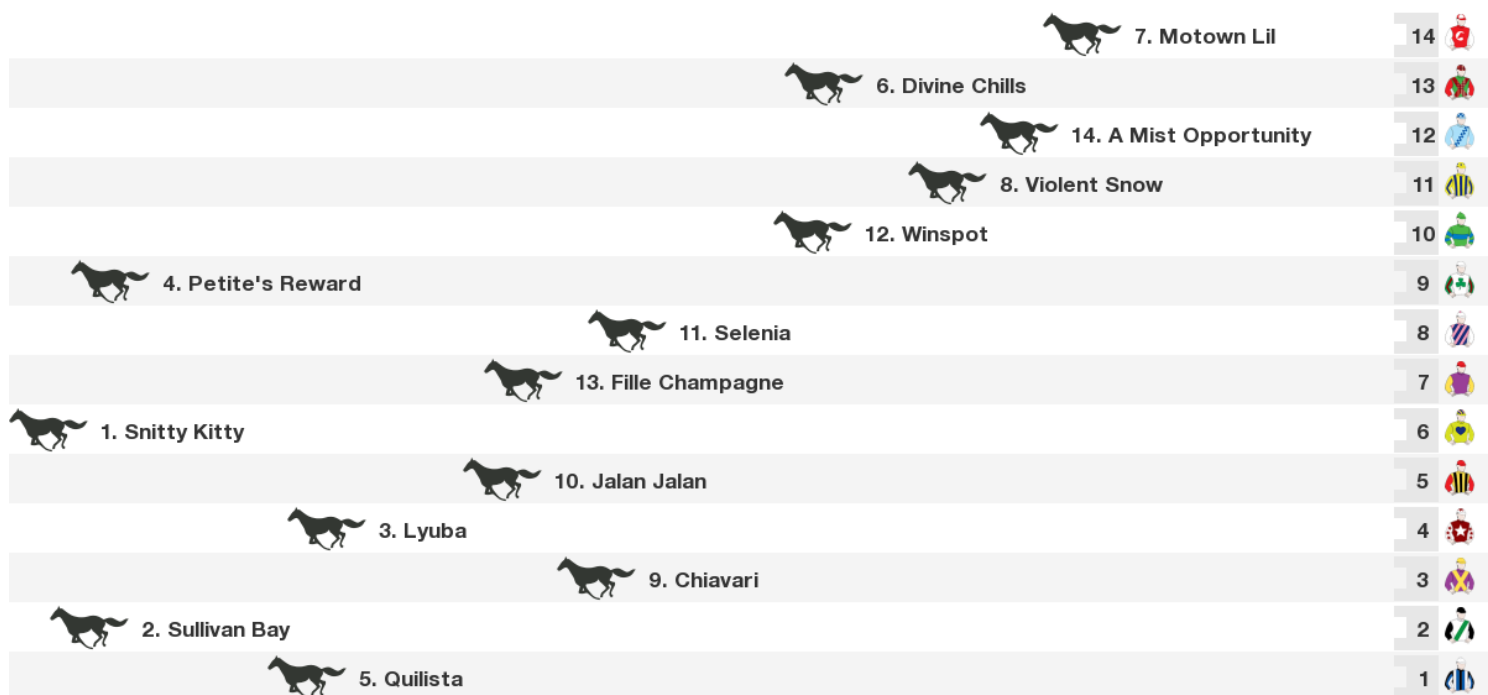 7. Motown Lil 14
6. Divine Chills 13
14. A Mist Opportunity 12
8. Violent Snow 11
12. Winspot 10
4. Petite's Reward 9
11. Selenia 8
13. Fille Champagne 7
1. Snitty Kitty 6
10. Jalan Jalan 5
3. Lyuba 4
9. Chiavari 3
2. Sullivan Bay 2
5. Quilista 1